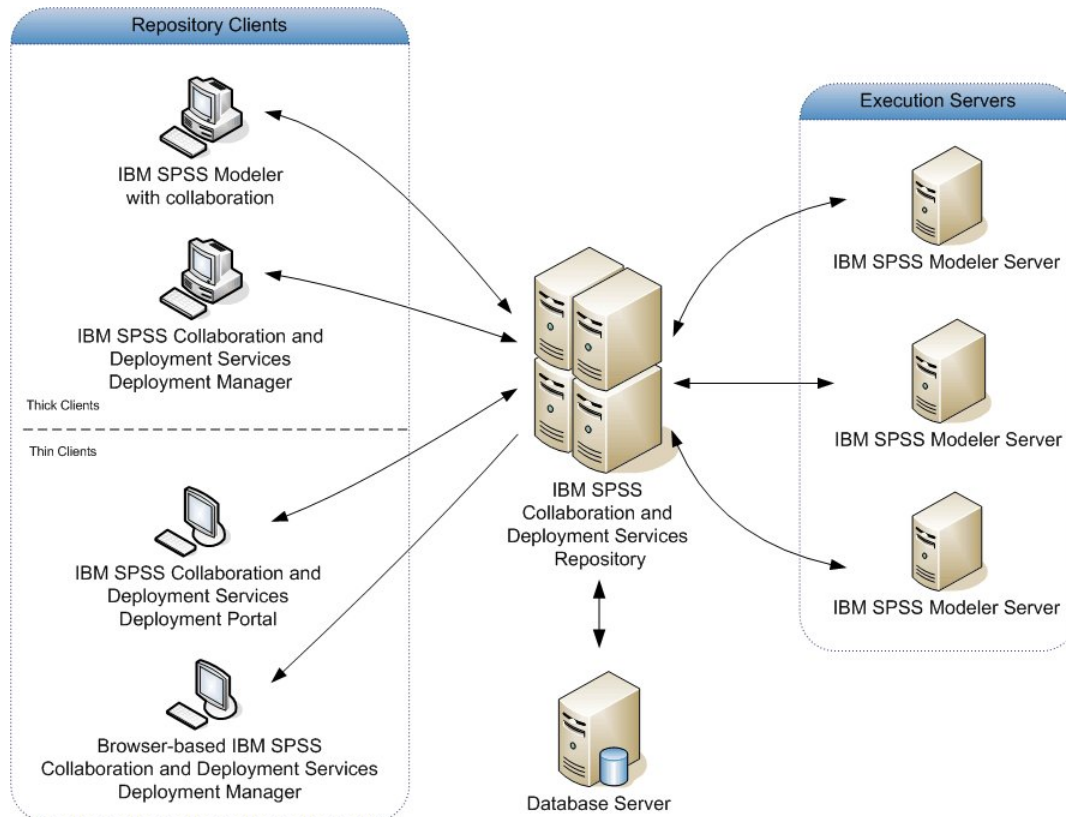 Repository Clients
IBM SPSS Modeler
with collaboration
IBM SPSS Collaboration and
Deployment Services
Deployment Manager
Thick Clients
Thin Clients
IBM SPSS Collaboration and
Deployment Services
Deployment Portal
Browser-based IBM SPSS
Collaboration and Deployment Services
Deployment Manager
IBM SPSS
Collaboration and
Deployment Services
Repository
Database Server
Execution Servers
IBM SPSS Modeler Server
IBM SPSS Modeler Server
IBM SPSS Modeler Server